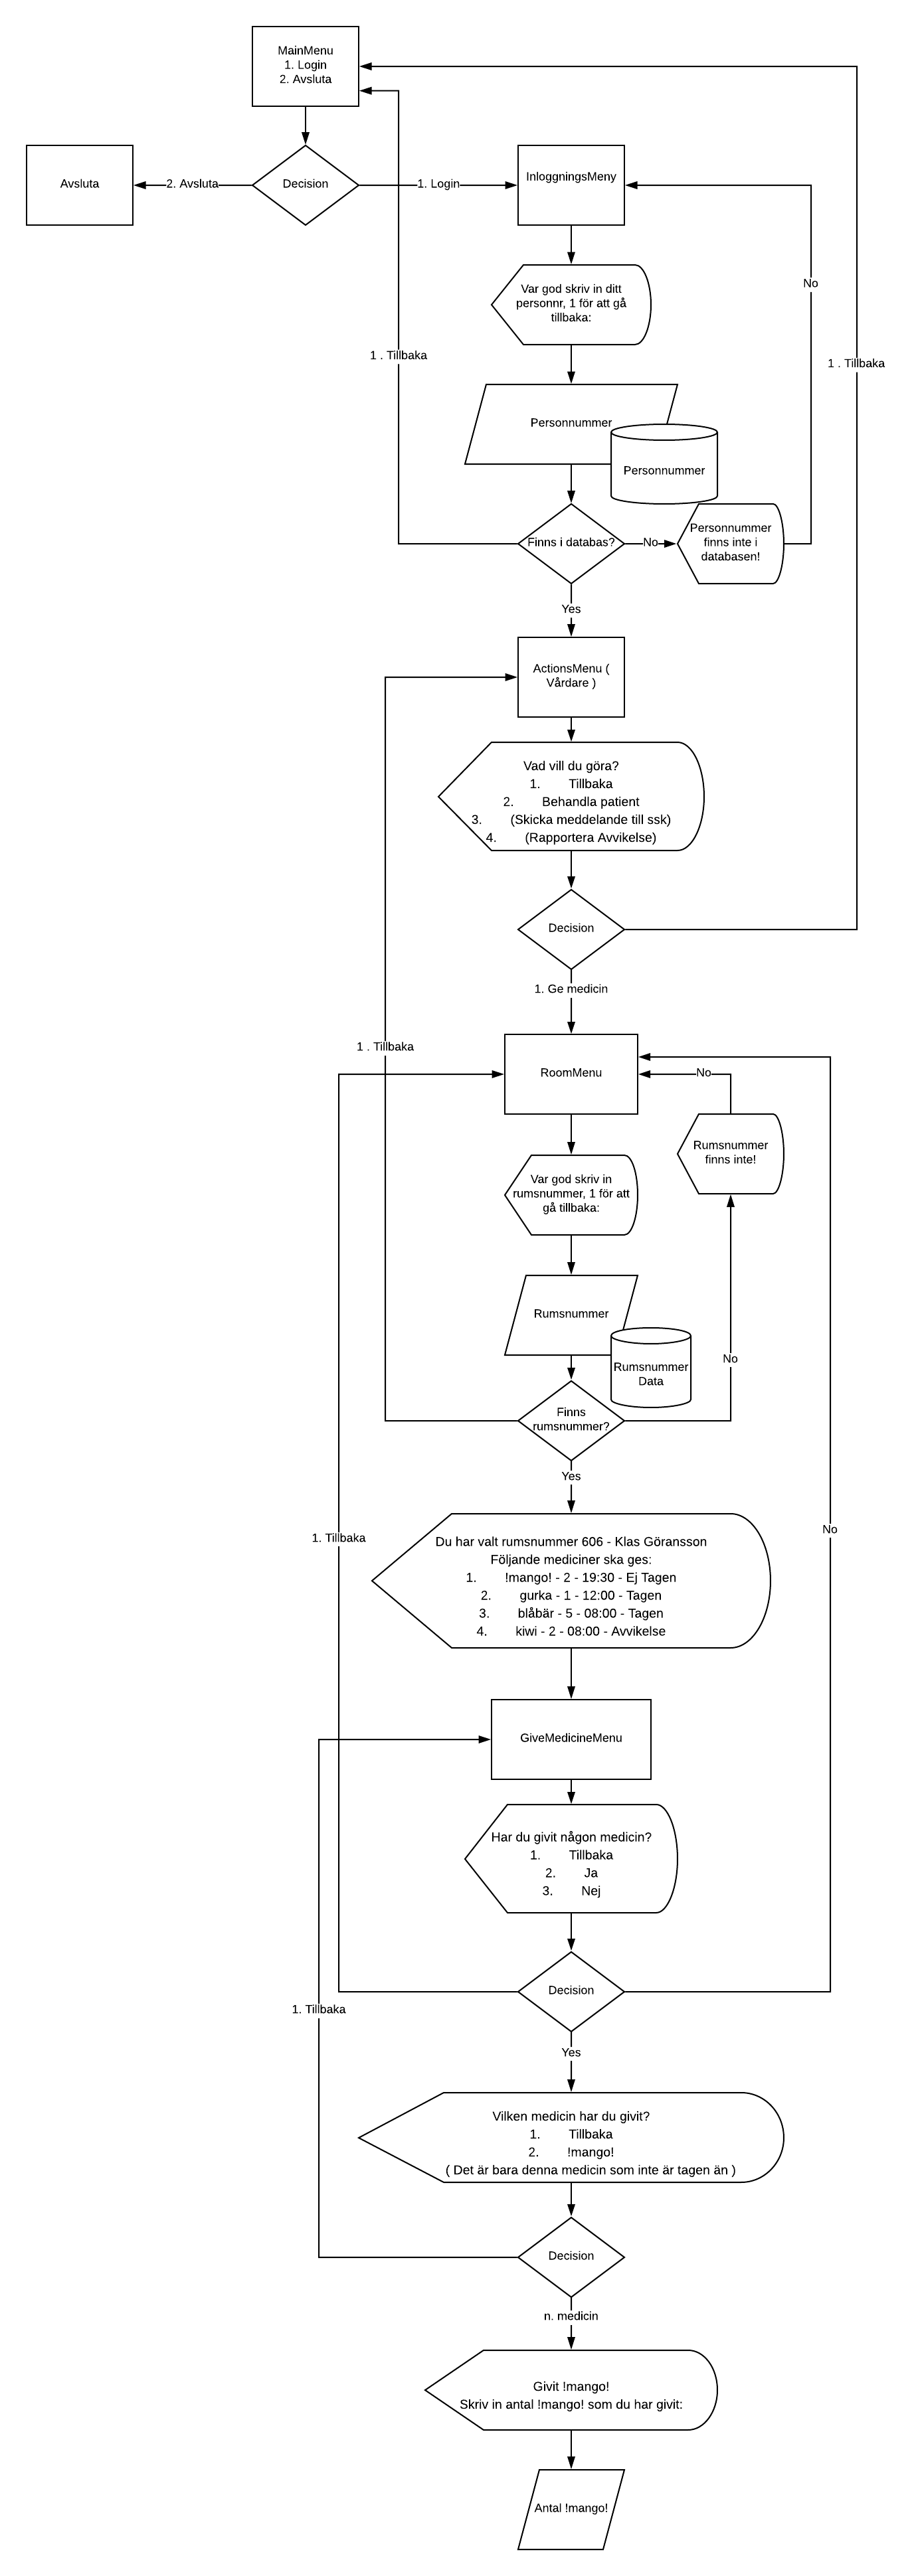 MainMenu
1. Login
2. Avsluta
Avsluta
2. Avsluta
Decision
1. Login
InloggningsMeny
Var god skriv in ditt
personnr, 1 för att gå
tillbaka:
No
1 . Tillbaka
1 . Tillbaka
Personnummer
Personnummer
Finns i databas?
No
Personnummer
finns inte i
databasen!
Yes
ActionsMenu (
Vårdare )
Vad vill du göra?
1. Tillbaka
2. Behandla patient
3. (Skicka meddelande till ssk)
4. (Rapportera Avvikelse)
Decision
1. Ge medicin
1 . Tillbaka
RoomMenu
No
Rumsnummer
finns inte!
Var god skriv in
rumsnummer, 1 för att
gå tillbaka:
Rumsnummer
Rumsnummer
Data
No
Finns
rumsnummer?
Yes
1. Tillbaka
No
Du har valt rumsnummer 606 - Klas Göransson
Följande mediciner ska ges:
1. !mango! - 2 - 19:30 - Ej Tagen
2. gurka - 1 - 12:00 - Tagen
3. blåbär - 5 - 08:00 - Tagen
4. kiwi - 2 - 08:00 - Avvikelse
GiveMedicineMenu
Har du givit någon medicin?
1. Tillbaka
2. Ja
3. Nej
Decision
1. Tillbaka
Yes
Vilken medicin har du givit?
1. Tillbaka
2. !mango!
( Det är bara denna medicin som inte är tagen än )
Decision
n. medicin
Givit !mango!
Skriv in antal !mango! som du har givit:
Antal !mango!